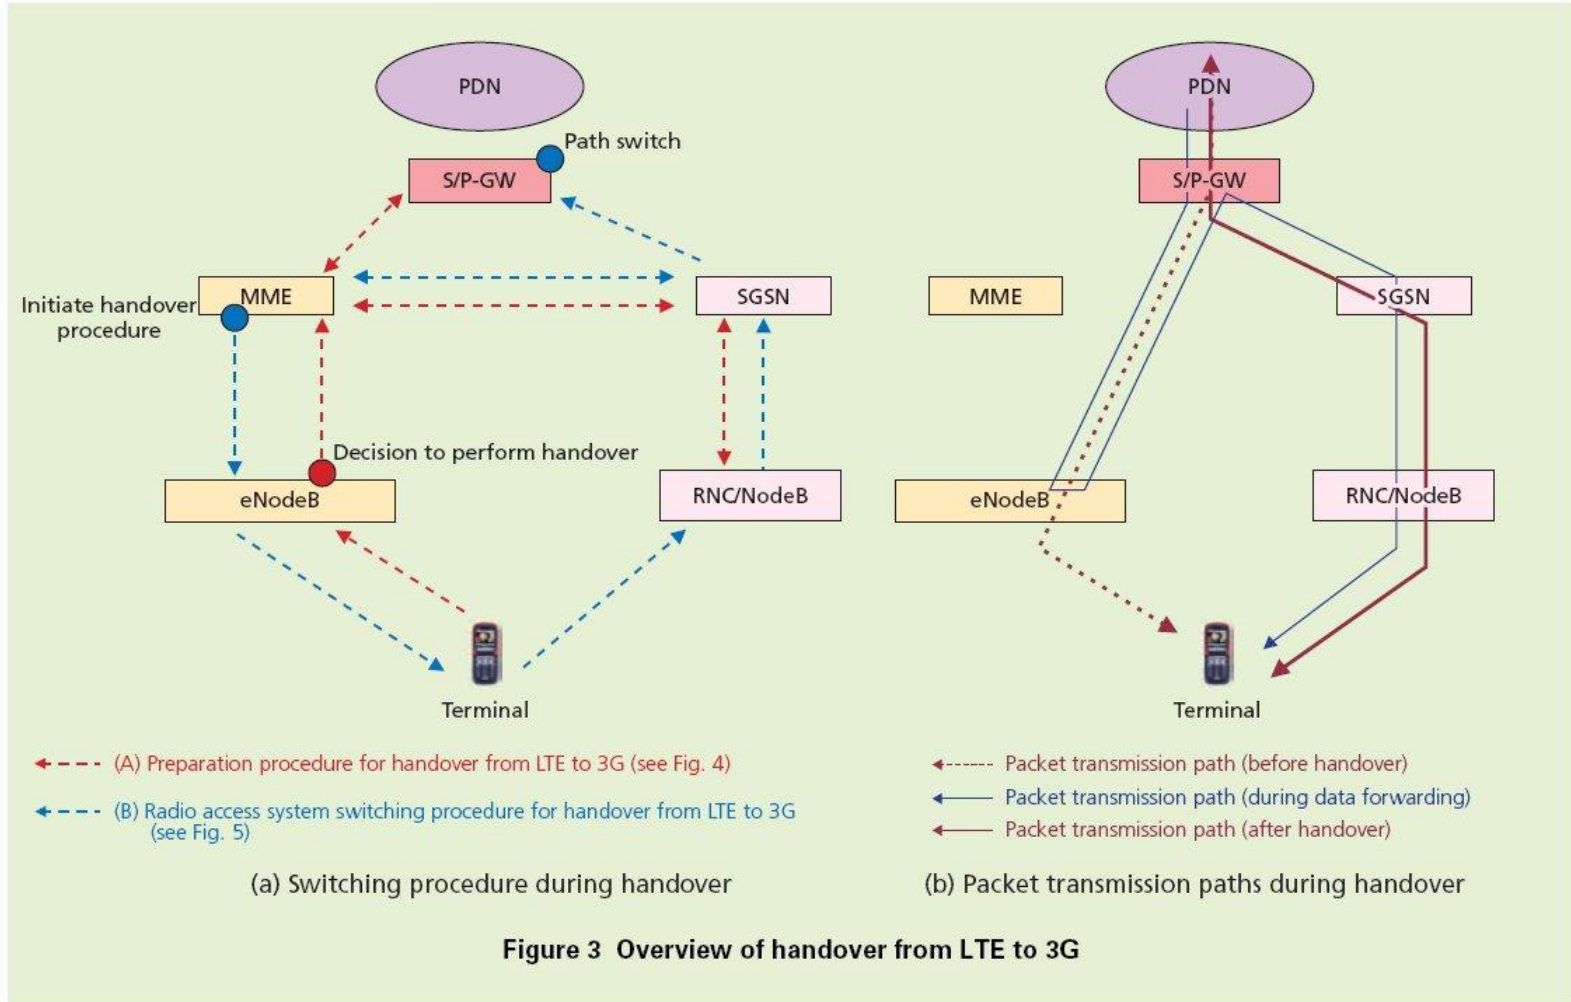 PDN
Path switch
S/P-GW
MME
SGSN
Initiate handover
procedure
Decision to perform handover
eNodeB
RNC/NodeB
Terminal
(A) Preparation procedure for handover from LTE to 3G (see Fig. 4)
(B) Radio access system switching procedure for handover from LTE to 3G
(see Fig. 5)
(a) Switching procedure during handover
PDN
S/P-GW
MME
SGSN
eNodeB
RNC/NodeB
Terminal
Packet transmission path (before handover)
Packet transmission path (during data forwarding)
Packet transmission path (after handover)
(b) Packet transmission paths during handover
Figure 3 Overview of handover from LTE to 3G